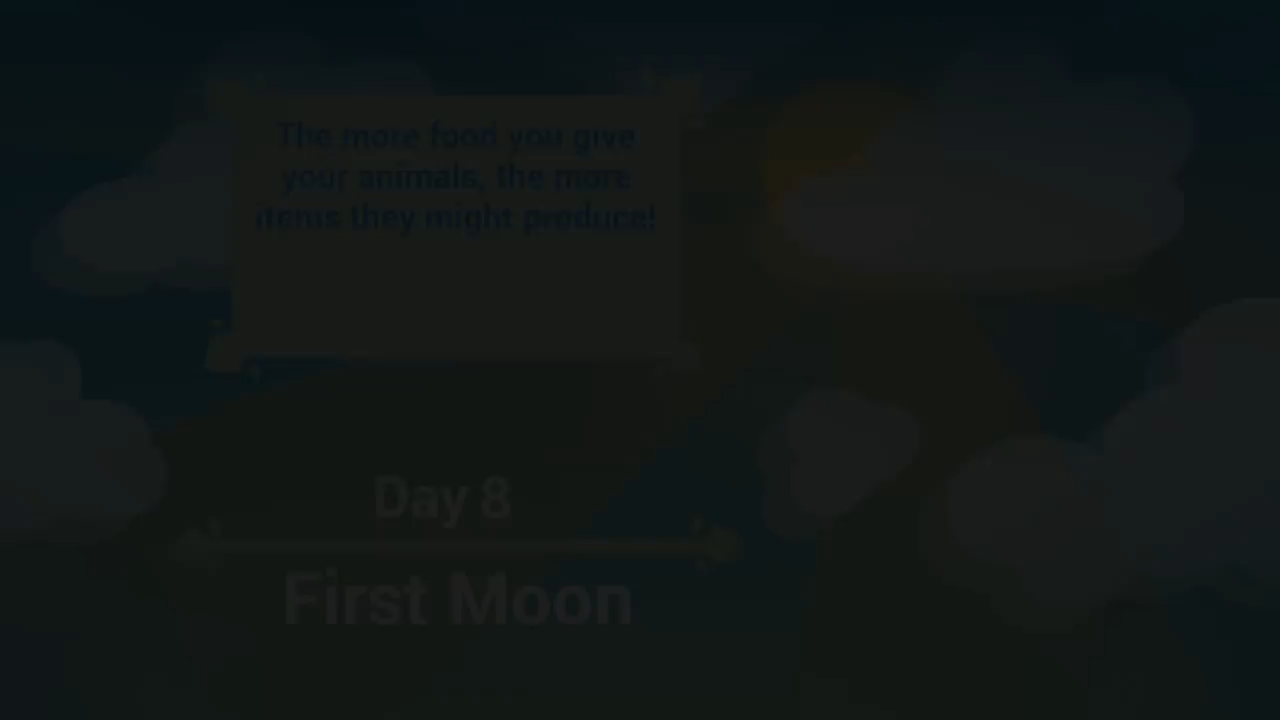 The more food you give
your animals, the more
items they might produce!
Day 8
First Moon